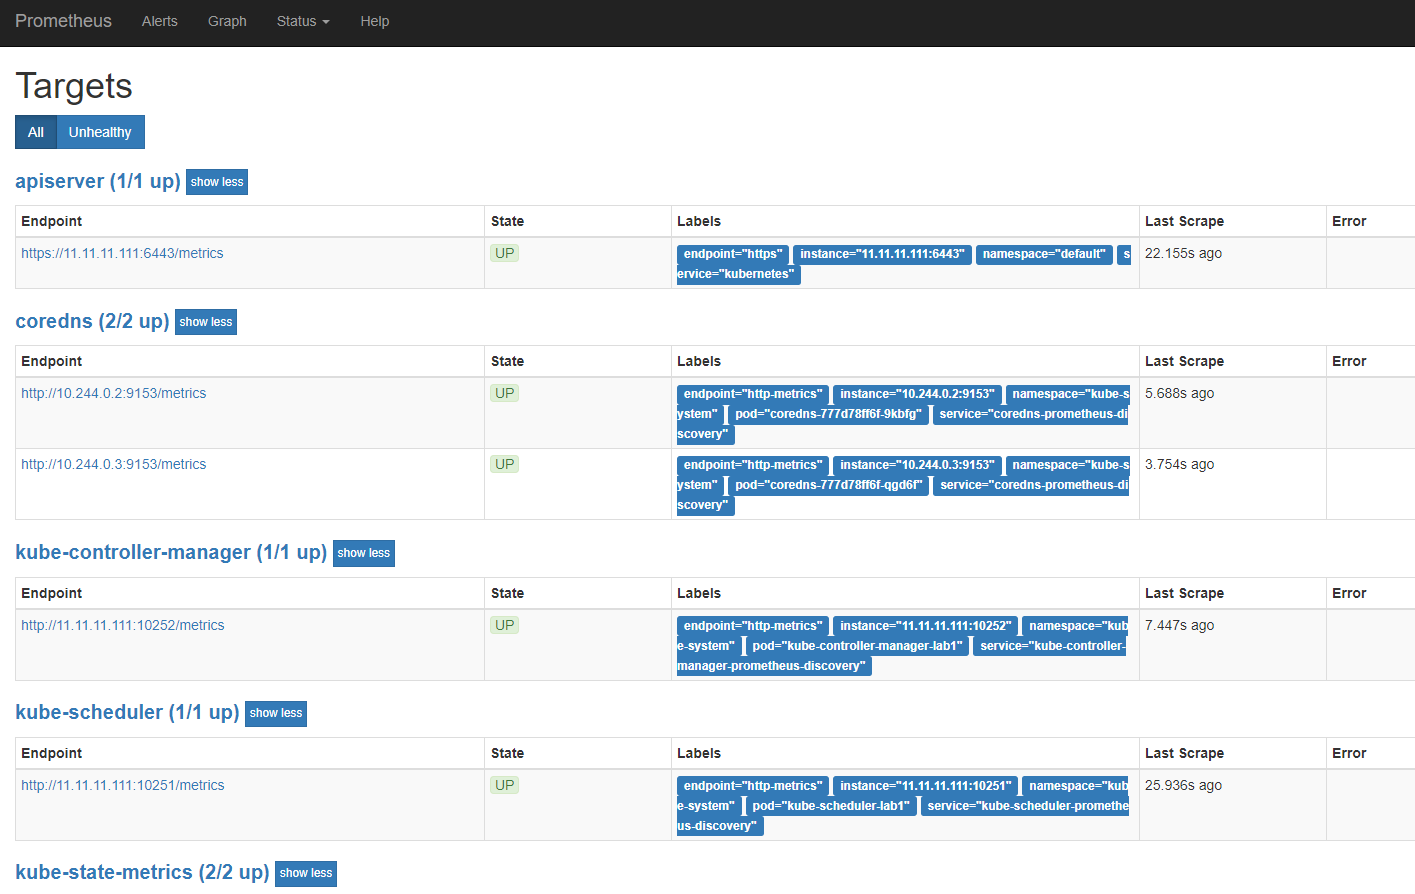 Prometheus Alerts Graph Status Help
Targets
All Unhealthy
apiserver (1/1 up) show less
Endpoint State Labels Last Scrape Error
https://11.11.11.111:6443/metrics UP endpoint="https" instance="11.11.11.111:6443" namespace="default" s 22.155s ago
ervice="kubernetes"
coredns (2/2 up) show less
Endpoint State Labels Last Scrape Error
http://10.244.0.2:9153/metrics UP endpoint="http-metrics" instance="10.244.0.2:9153" namespace="kube-s 5.688s ago
ystem" pod="coredns-777d78ff6f-9kbfg" service="coredns-prometheus-di
scovery"
http://10.244.0.3:9153/metrics UP endpoint="http-metrics" instance="10.244.0.3:9153" namespace="kube-s 3.754s ago
ystem" pod="coredns-777d78ff6f-qgd6f" service="coredns-prometheus-di
scovery"
kube-controller-manager (1/1 up) show less
Endpoint State Labels Last Scrape Error
http://11.11.11.111:10252/metrics UP endpoint="http-metrics" instance="11.11.11.111:10252" namespace="kub 7.447s ago
e-system" pod="kube-controller-manager-lab1" service="kube-controller-
manager-prometheus-discovery"
kube-scheduler (1/1 up) show less
Endpoint State Labels Last Scrape Error
http://11.11.11.111:10251/metrics UP endpoint="http-metrics" instance="11.11.11.111:10251" namespace="kub 25.936s ago
e-system" pod="kube-scheduler-lab1" service="kube-scheduler-promethe
us-discovery"
kube-state-metrics (2/2 up) show less